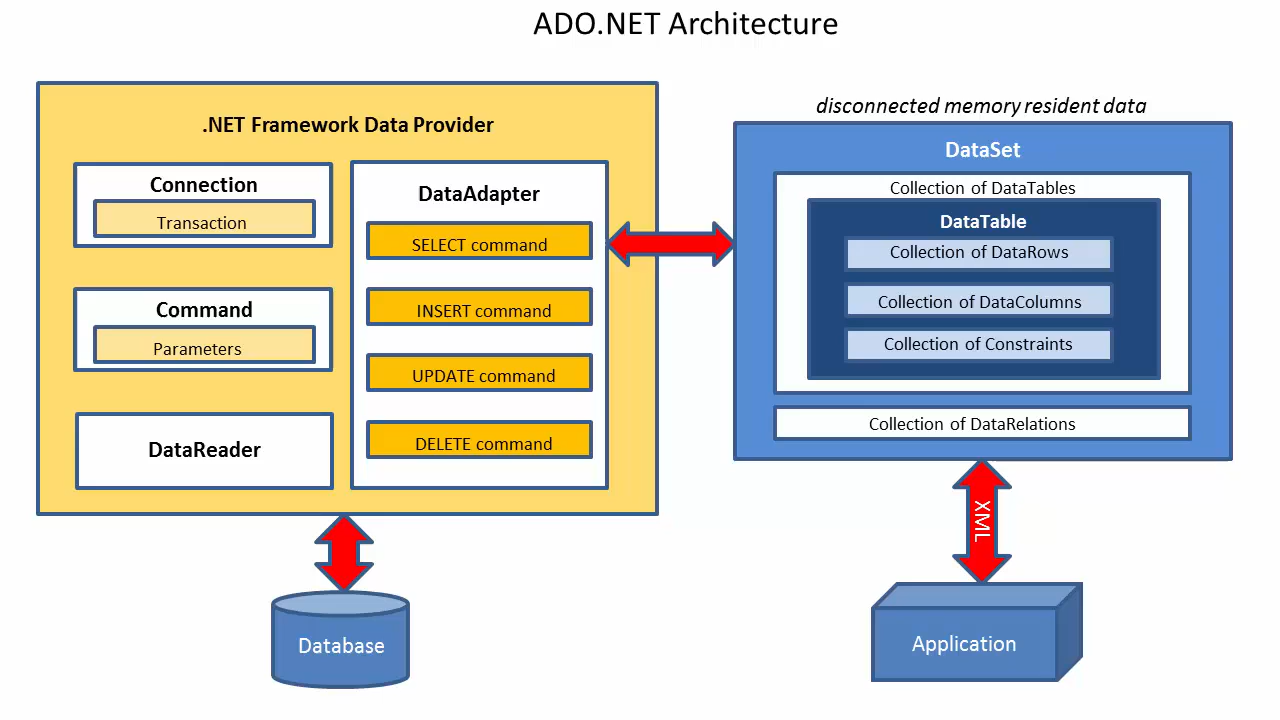 ADO.NET Architecture
.NET Framework Data Provider
Connection
Transaction
Command
Parameters
DataReader
DataAdapter
SELECT command
INSERT command
UPDATE command
DELETE command
Database
disconnected memory resident data
DataSet
Collection of DataTables
DataTable
Collection of DataRows
Collection of DataColumns
Collection of Constraints
Collection of DataRelations
XML
Application